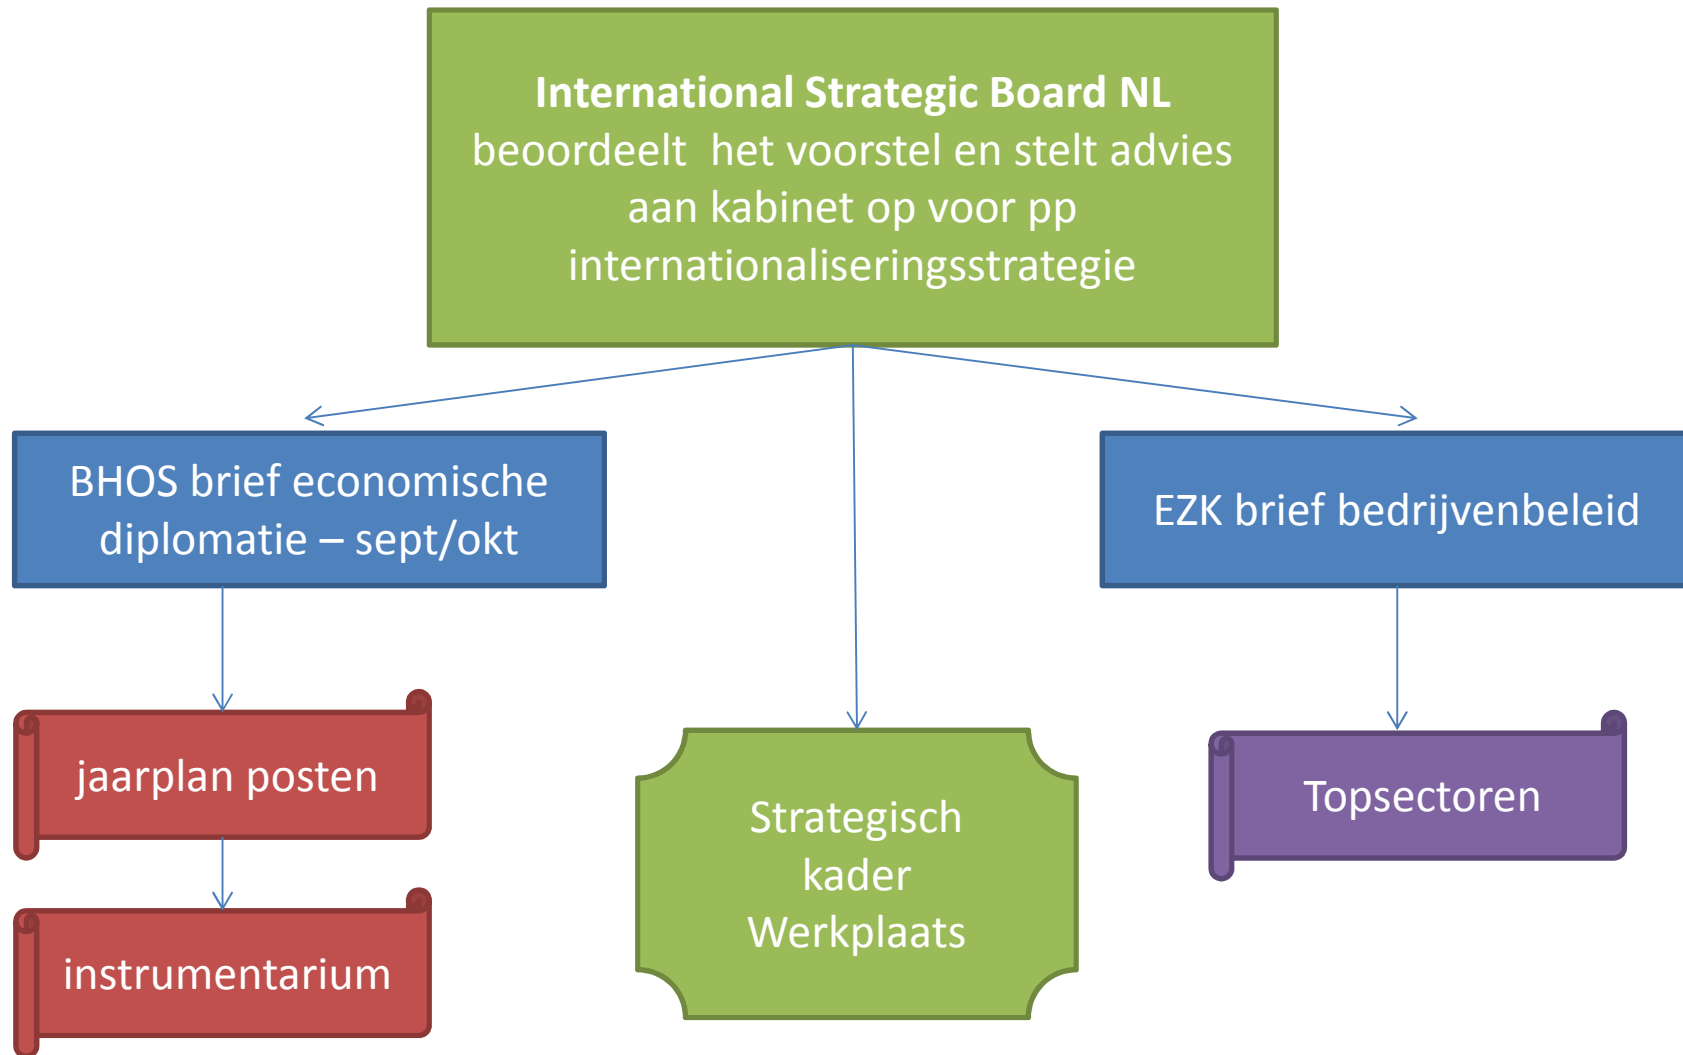 International Strategic Board NL
beoordeelt het voorstel en stelt advies
aan kabinet op voor pp
internationaliseringsstrategie
BHOS brief economische
diplomatie – sept/okt
EZK brief bedrijvenbeleid
jaarplan posten
Strategisch
kader
Werkplaats
Topsectoren
instrumentarium